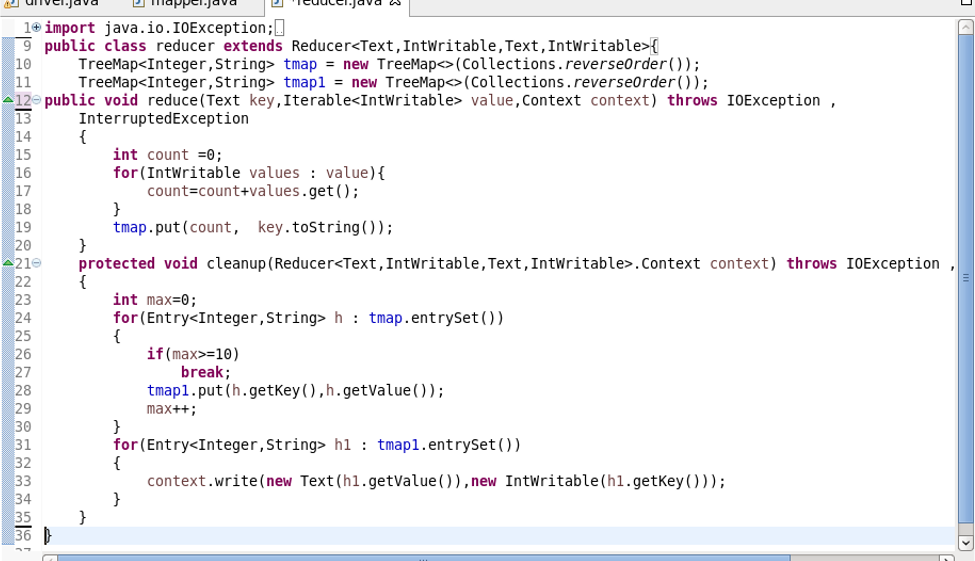 driver.java mapper.java *reducer.java
1 import java.io.IOException;
9 public class reducer extends Reducer<Text,IntWritable,Text,IntWritable>{
10     TreeMap<Integer,String> tmap = new TreeMap<>(Collections.reverseOrder());
11     TreeMap<Integer,String> tmap1 = new TreeMap<>(Collections.reverseOrder());
12 public void reduce(Text key,Iterable<IntWritable> value,Context context) throws IOException ,
13     InterruptedException
14     {
15         int count =0;
16         for(IntWritable values : value){
17             count=count+values.get();
18         }
19         tmap.put(count,  key.toString());
20     }
21     protected void cleanup(Reducer<Text,IntWritable,Text,IntWritable>.Context context) throws IOException ,
22     {
23         int max=0;
24         for(Entry<Integer,String> h : tmap.entrySet())
25         {
26             if(max>=10)
27                 break;
28             tmap1.put(h.getKey(),h.getValue());
29             max++;
30         }
31         for(Entry<Integer,String> h1 : tmap1.entrySet())
32         {
33             context.write(new Text(h1.getValue()),new IntWritable(h1.getKey()));
34         }
35     }
36 }